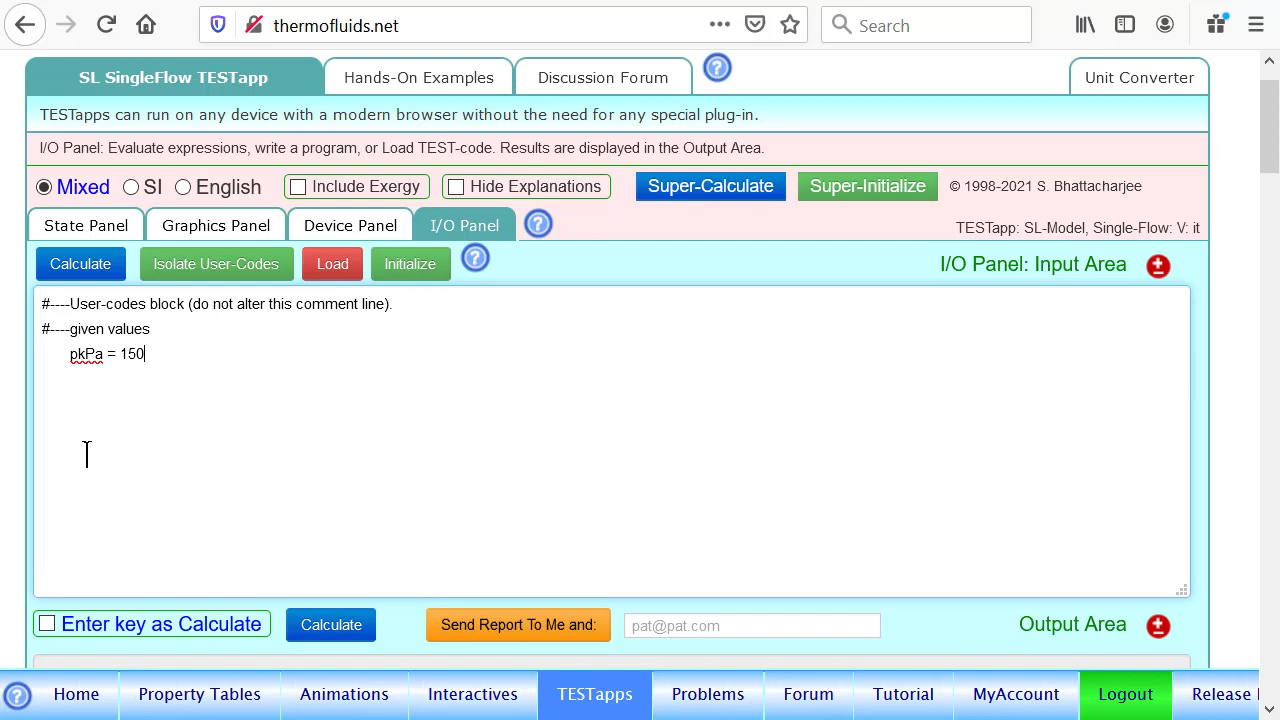 thermofluids.net
Search
SL SingleFlow TESTapp
Hands-On Examples
Discussion Forum
Unit Converter
TESTapps can run on any device with a modern browser without the need for any special plug-in.
I/O Panel: Evaluate expressions, write a program, or Load TEST-code. Results are displayed in the Output Area.
Mixed SI English Include Exergy Hide Explanations Super-Calculate Super-Initialize © 1998-2021 S. Bhattacharjee
State Panel Graphics Panel Device Panel I/O Panel TESTapp: SL-Model, Single-Flow: V: it
Calculate Isolate User-Codes Load Initialize I/O Panel: Input Area
#----User-codes block (do not alter this comment line).
#----given values
pkPa = 150
Enter key as Calculate Calculate Send Report To Me and: pat@pat.com Output Area
Home Property Tables Animations Interactives TESTapps Problems Forum Tutorial MyAccount Logout Release